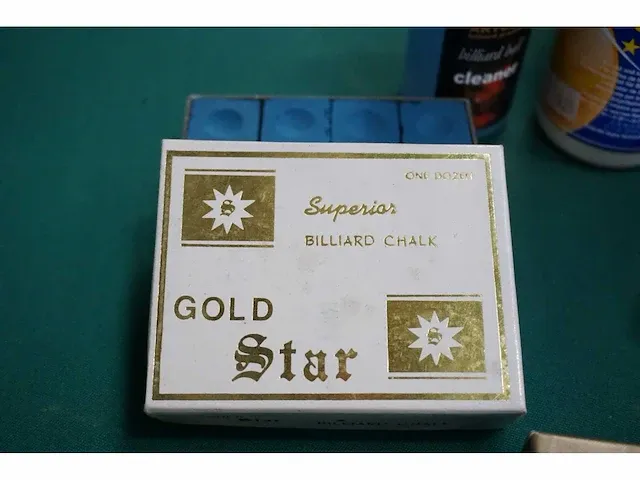 ONE DOZEN
Superior
BILLIARD CHALK
GOLD
Star
S
S
billiard ball
cleaner